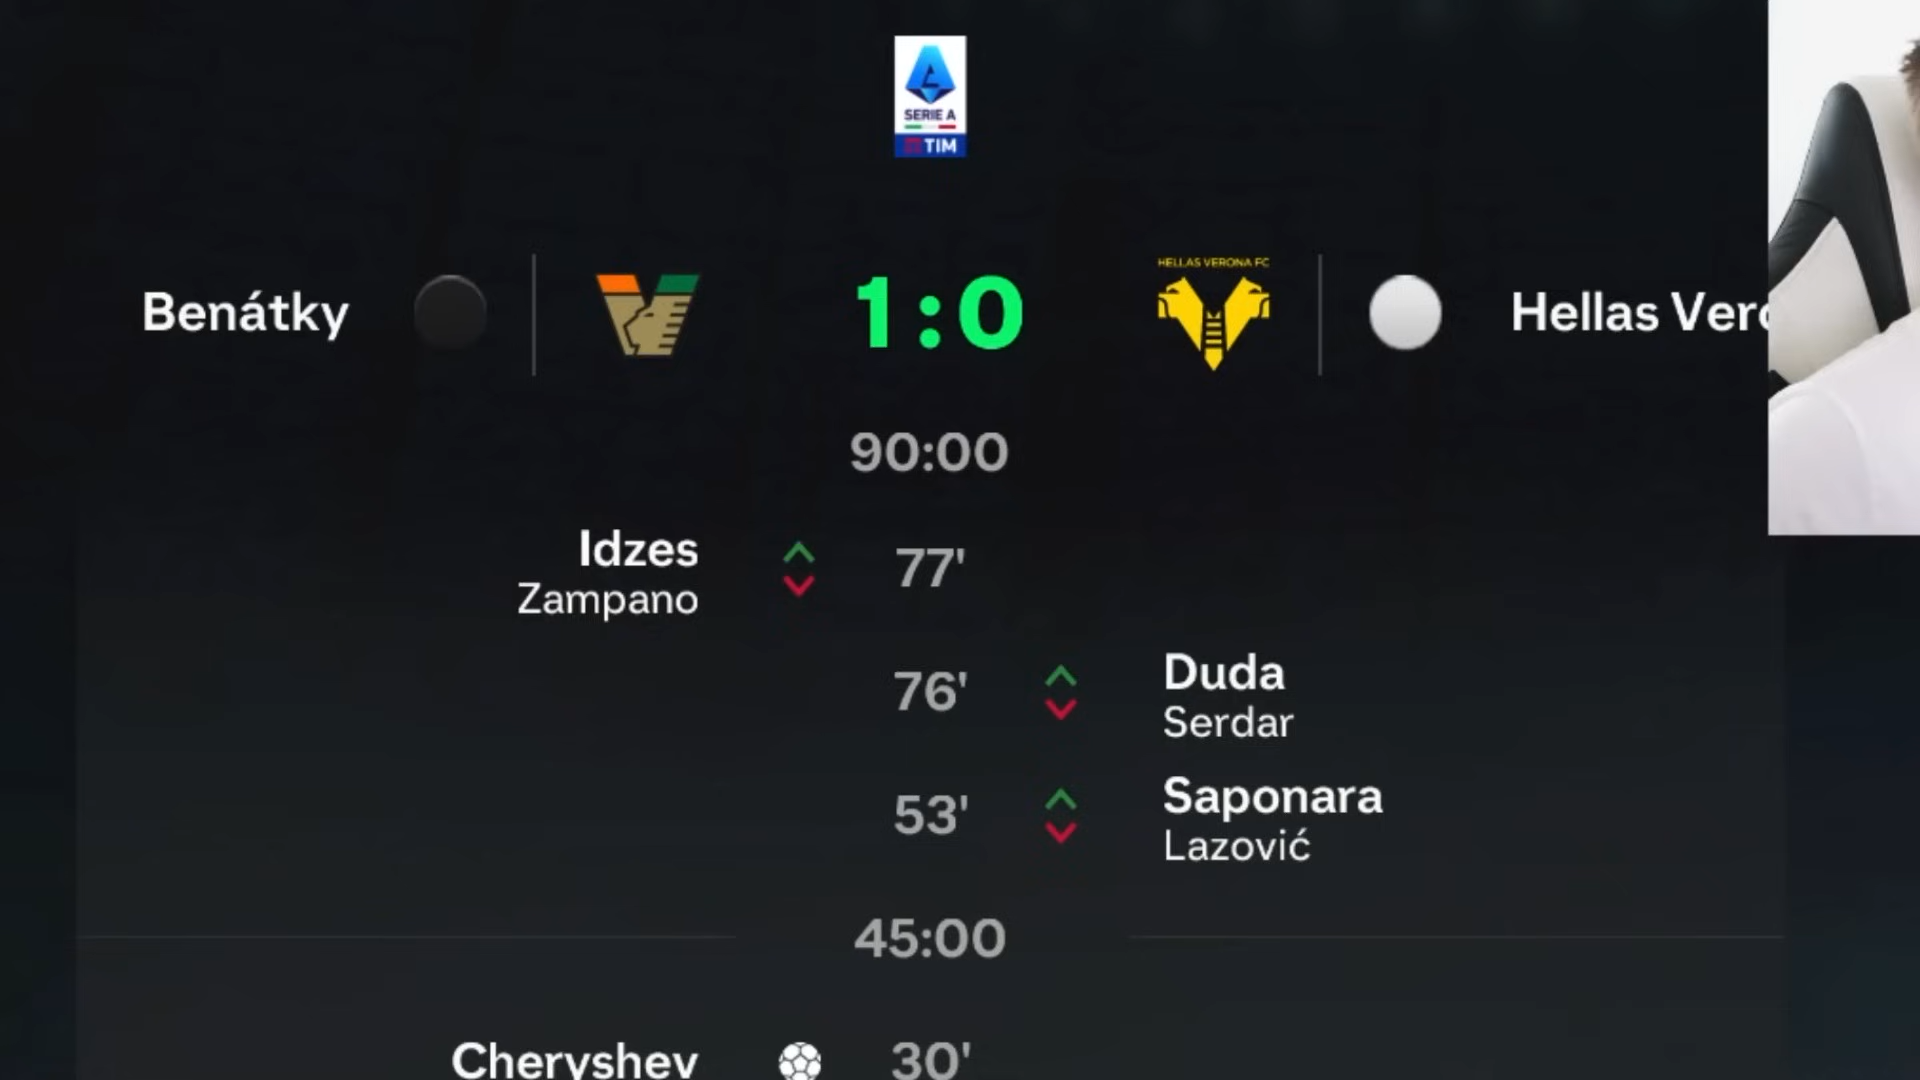 SERIE A
TIM
Benátky
1:0
HELLAS VERONA FC
Hellas Vero
90:00
Idzes
Zampano
77'
76'
Duda
Serdar
53'
Saponara
Lazović
45:00
Cheryshev
30'